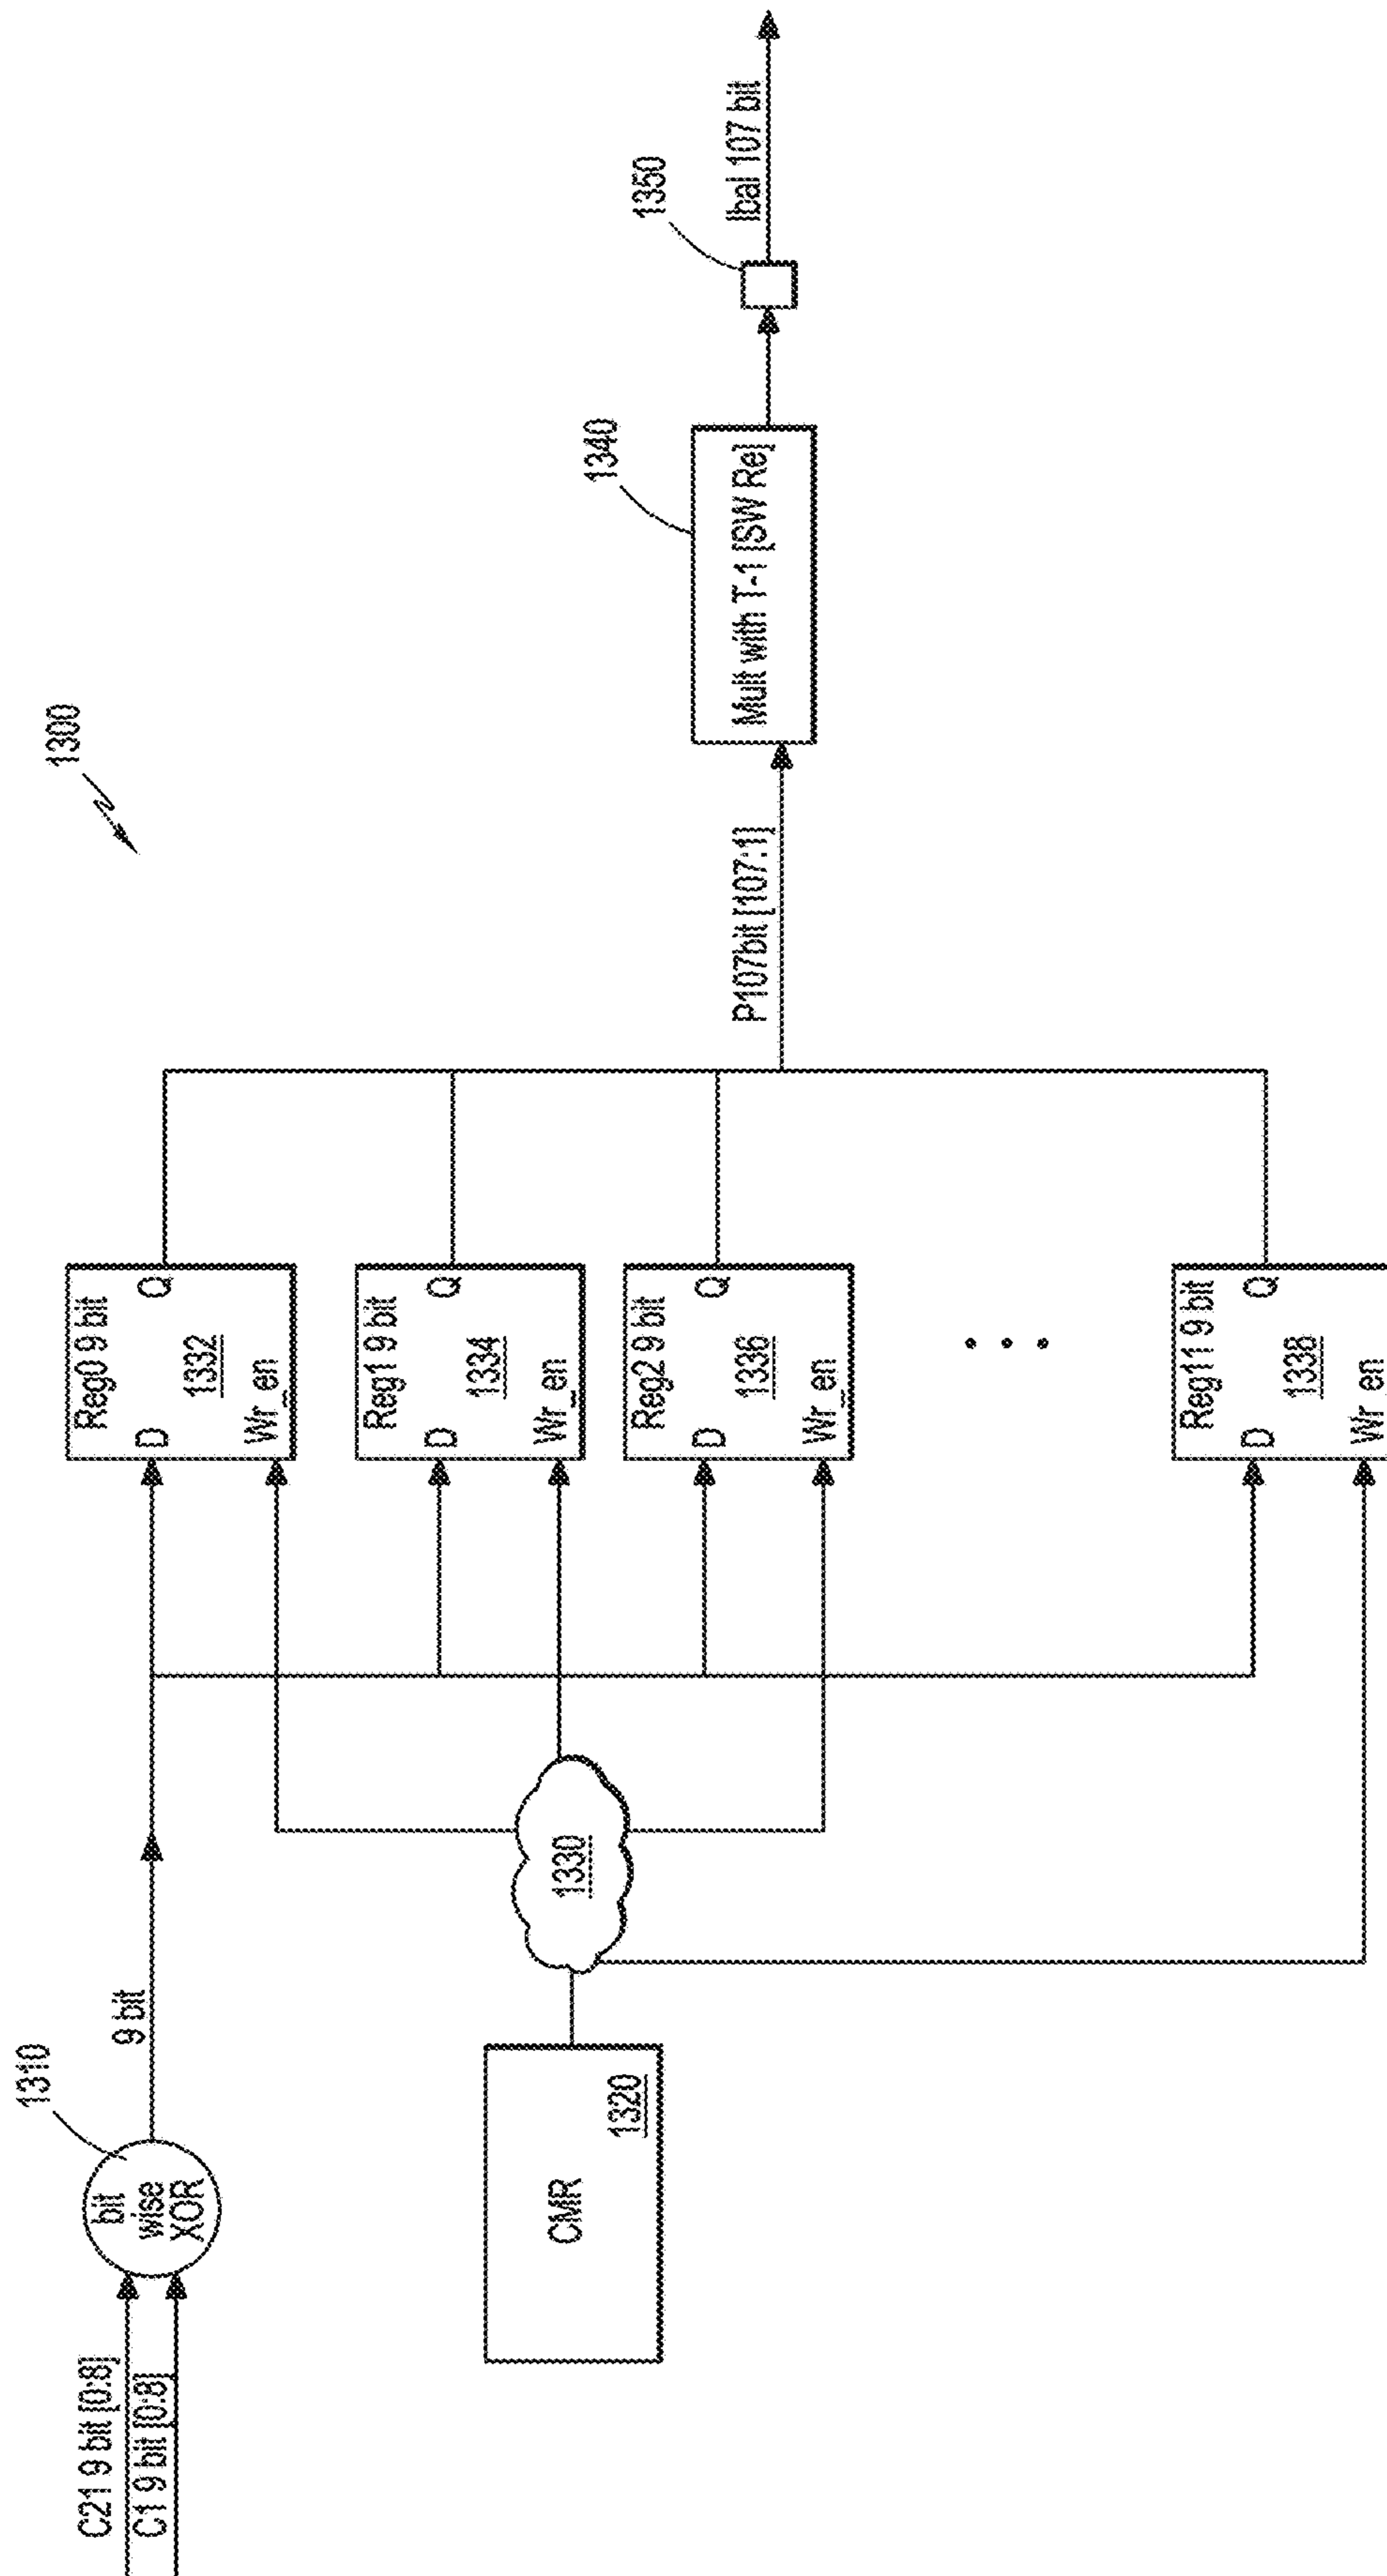 1300
C21 9 bit [0:8]
C1 9 bit [0:8]
bit
wise
XOR
1310
9 bit
CMR
1320
1330
Reg0 9 bit
D
Q
1332
Wr_en
Reg1 9 bit
D
Q
1334
Wr_en
Reg2 9 bit
D
Q
1336
Wr_en
Reg11 9 bit
D
Q
1338
Wr_en
P107bit [107:1]
1340
Mult with T-1 [SW Re]
1350
Ibal 107 bit